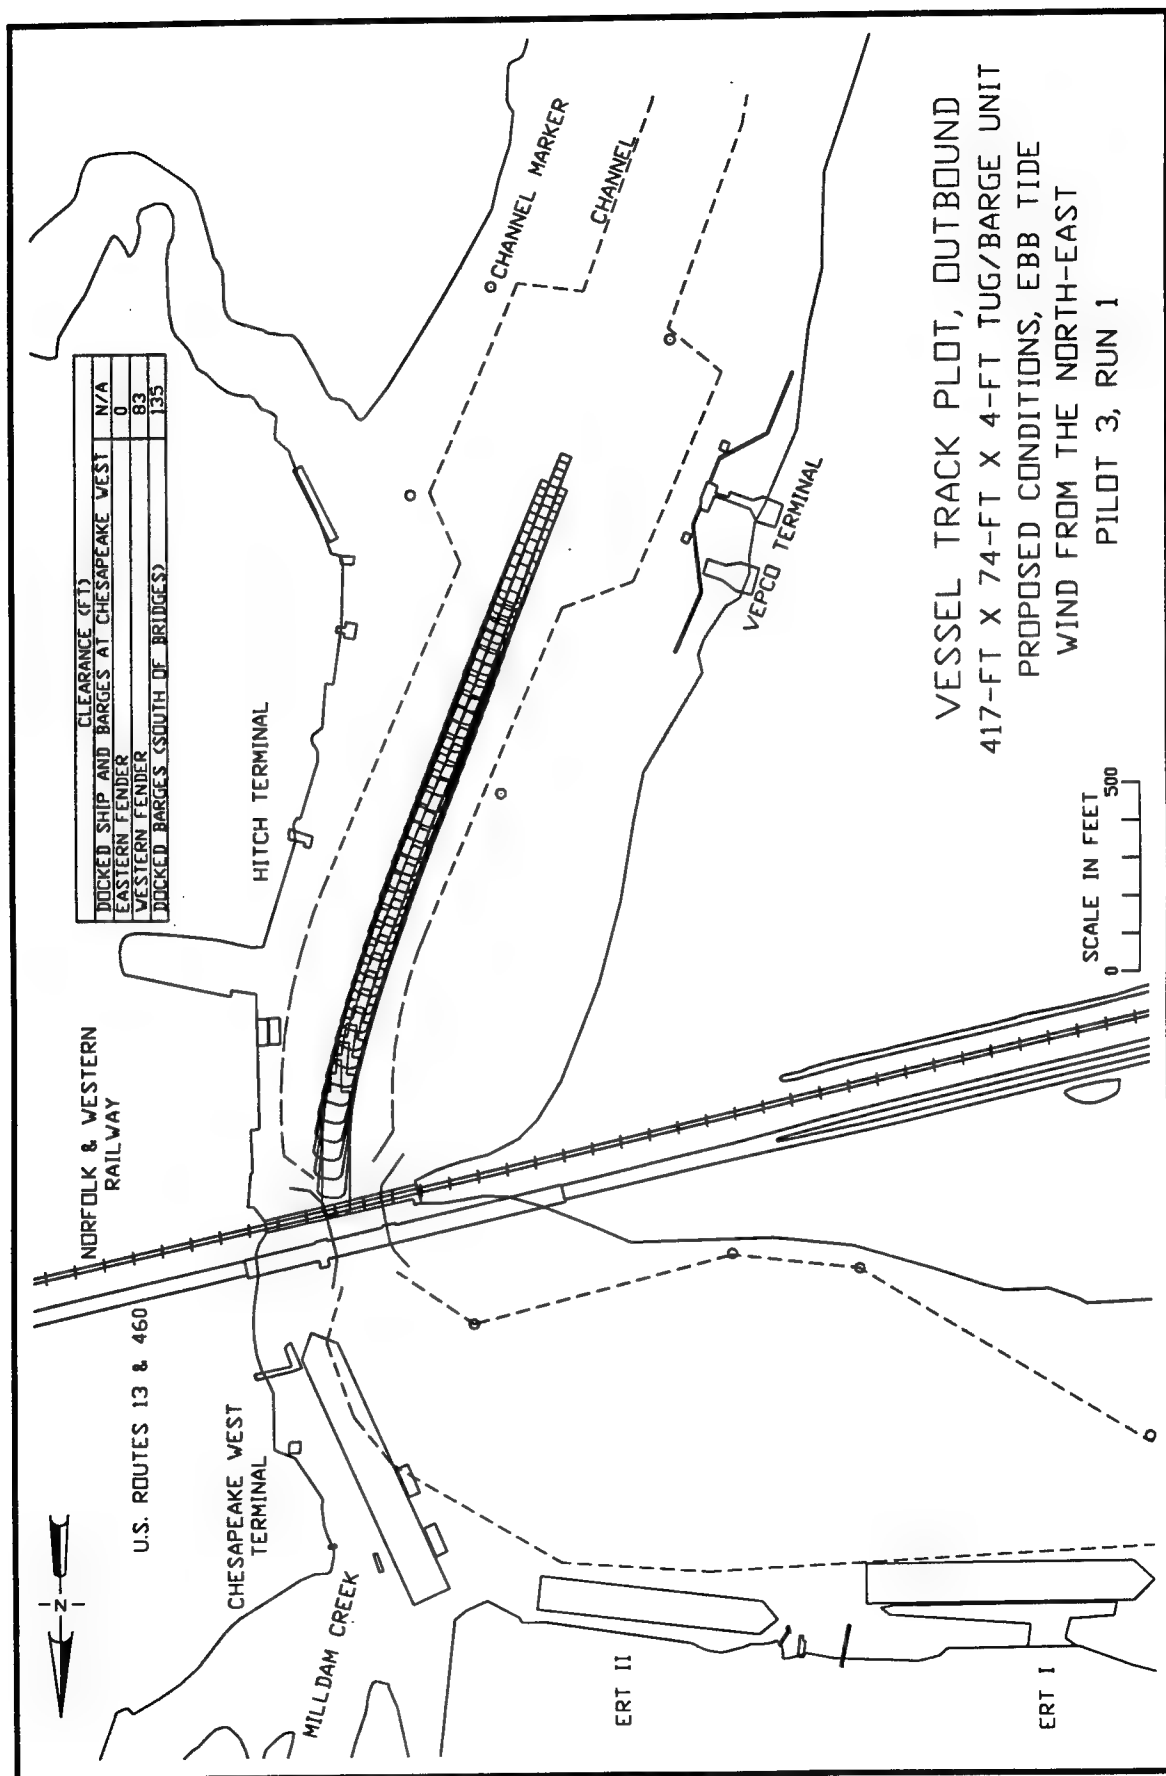 CLEARANCE (FT)
DOCKED SHIP AND BARGES AT CHESAPEAKE WEST N/A
EASTERN FENDER 0
WESTERN FENDER 83
DOCKED BARGES (SOUTH OF BRIDGES) 135
N
U.S. ROUTES 13 & 460
NORFOLK & WESTERN
RAILWAY
CHESAPEAKE WEST
TERMINAL
MILLDAM CREEK
HITCH TERMINAL
CHANNEL MARKER
CHANNEL
VEPCO TERMINAL
ERT II
ERT I
SCALE IN FEET
0 500
VESSEL TRACK PLOT, OUTBOUND
417-FT X 74-FT X 4-FT TUG/BARGE UNIT
PROPOSED CONDITIONS, EBB TIDE
WIND FROM THE NORTH-EAST
PILOT 3, RUN 1